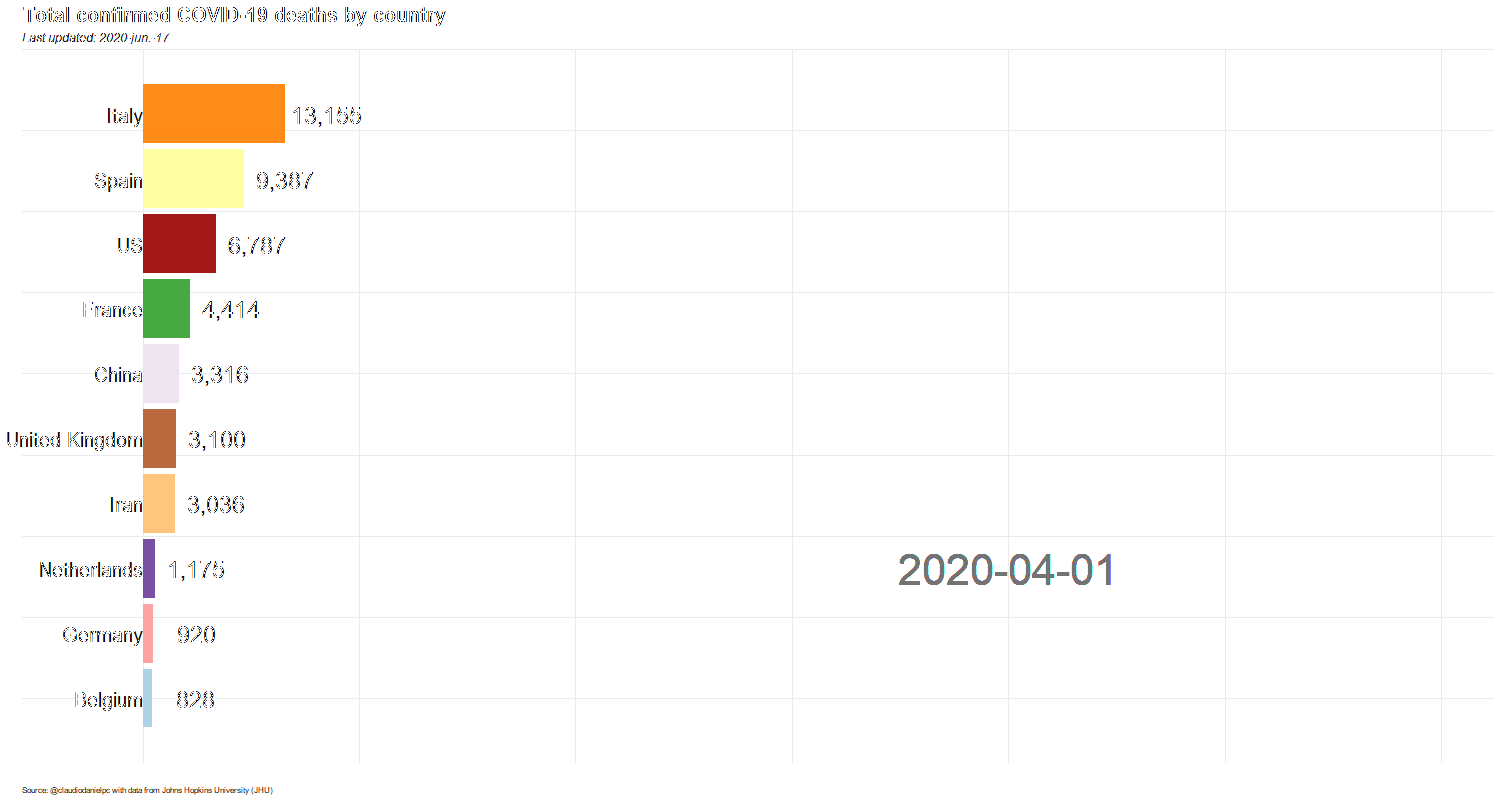 Total confirmed COVID-19 deaths by country
Last updated: 2020-jun.-17
Italy 13,155
Spain 9,387
US 6,787
France 4,414
China 3,316
United Kingdom 3,100
Iran 3,036
Netherlands 1,175
2020-04-01
Germany 920
Belgium 828
Source: @claudiodanielpc with data from Johns Hopkins University (JHU)